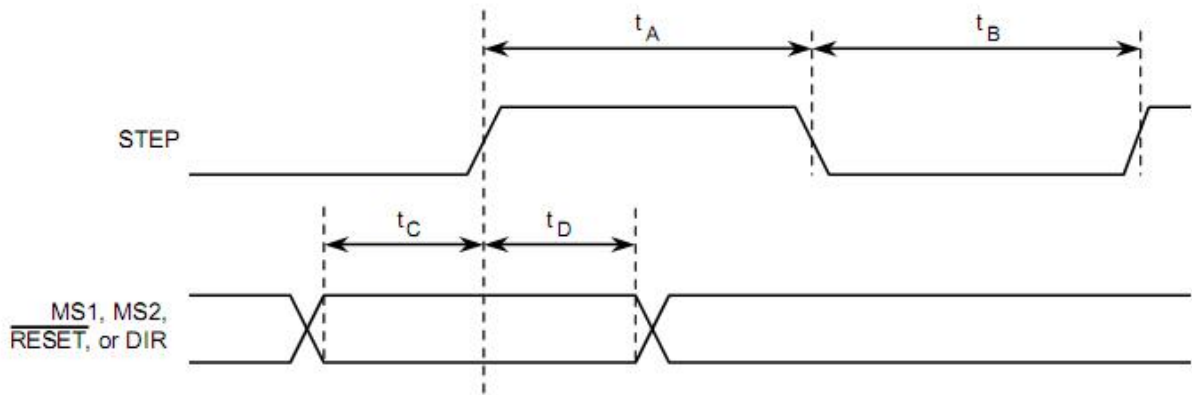 tA
tB
STEP
tC
tD
MS1, MS2,
RESET, or DIR